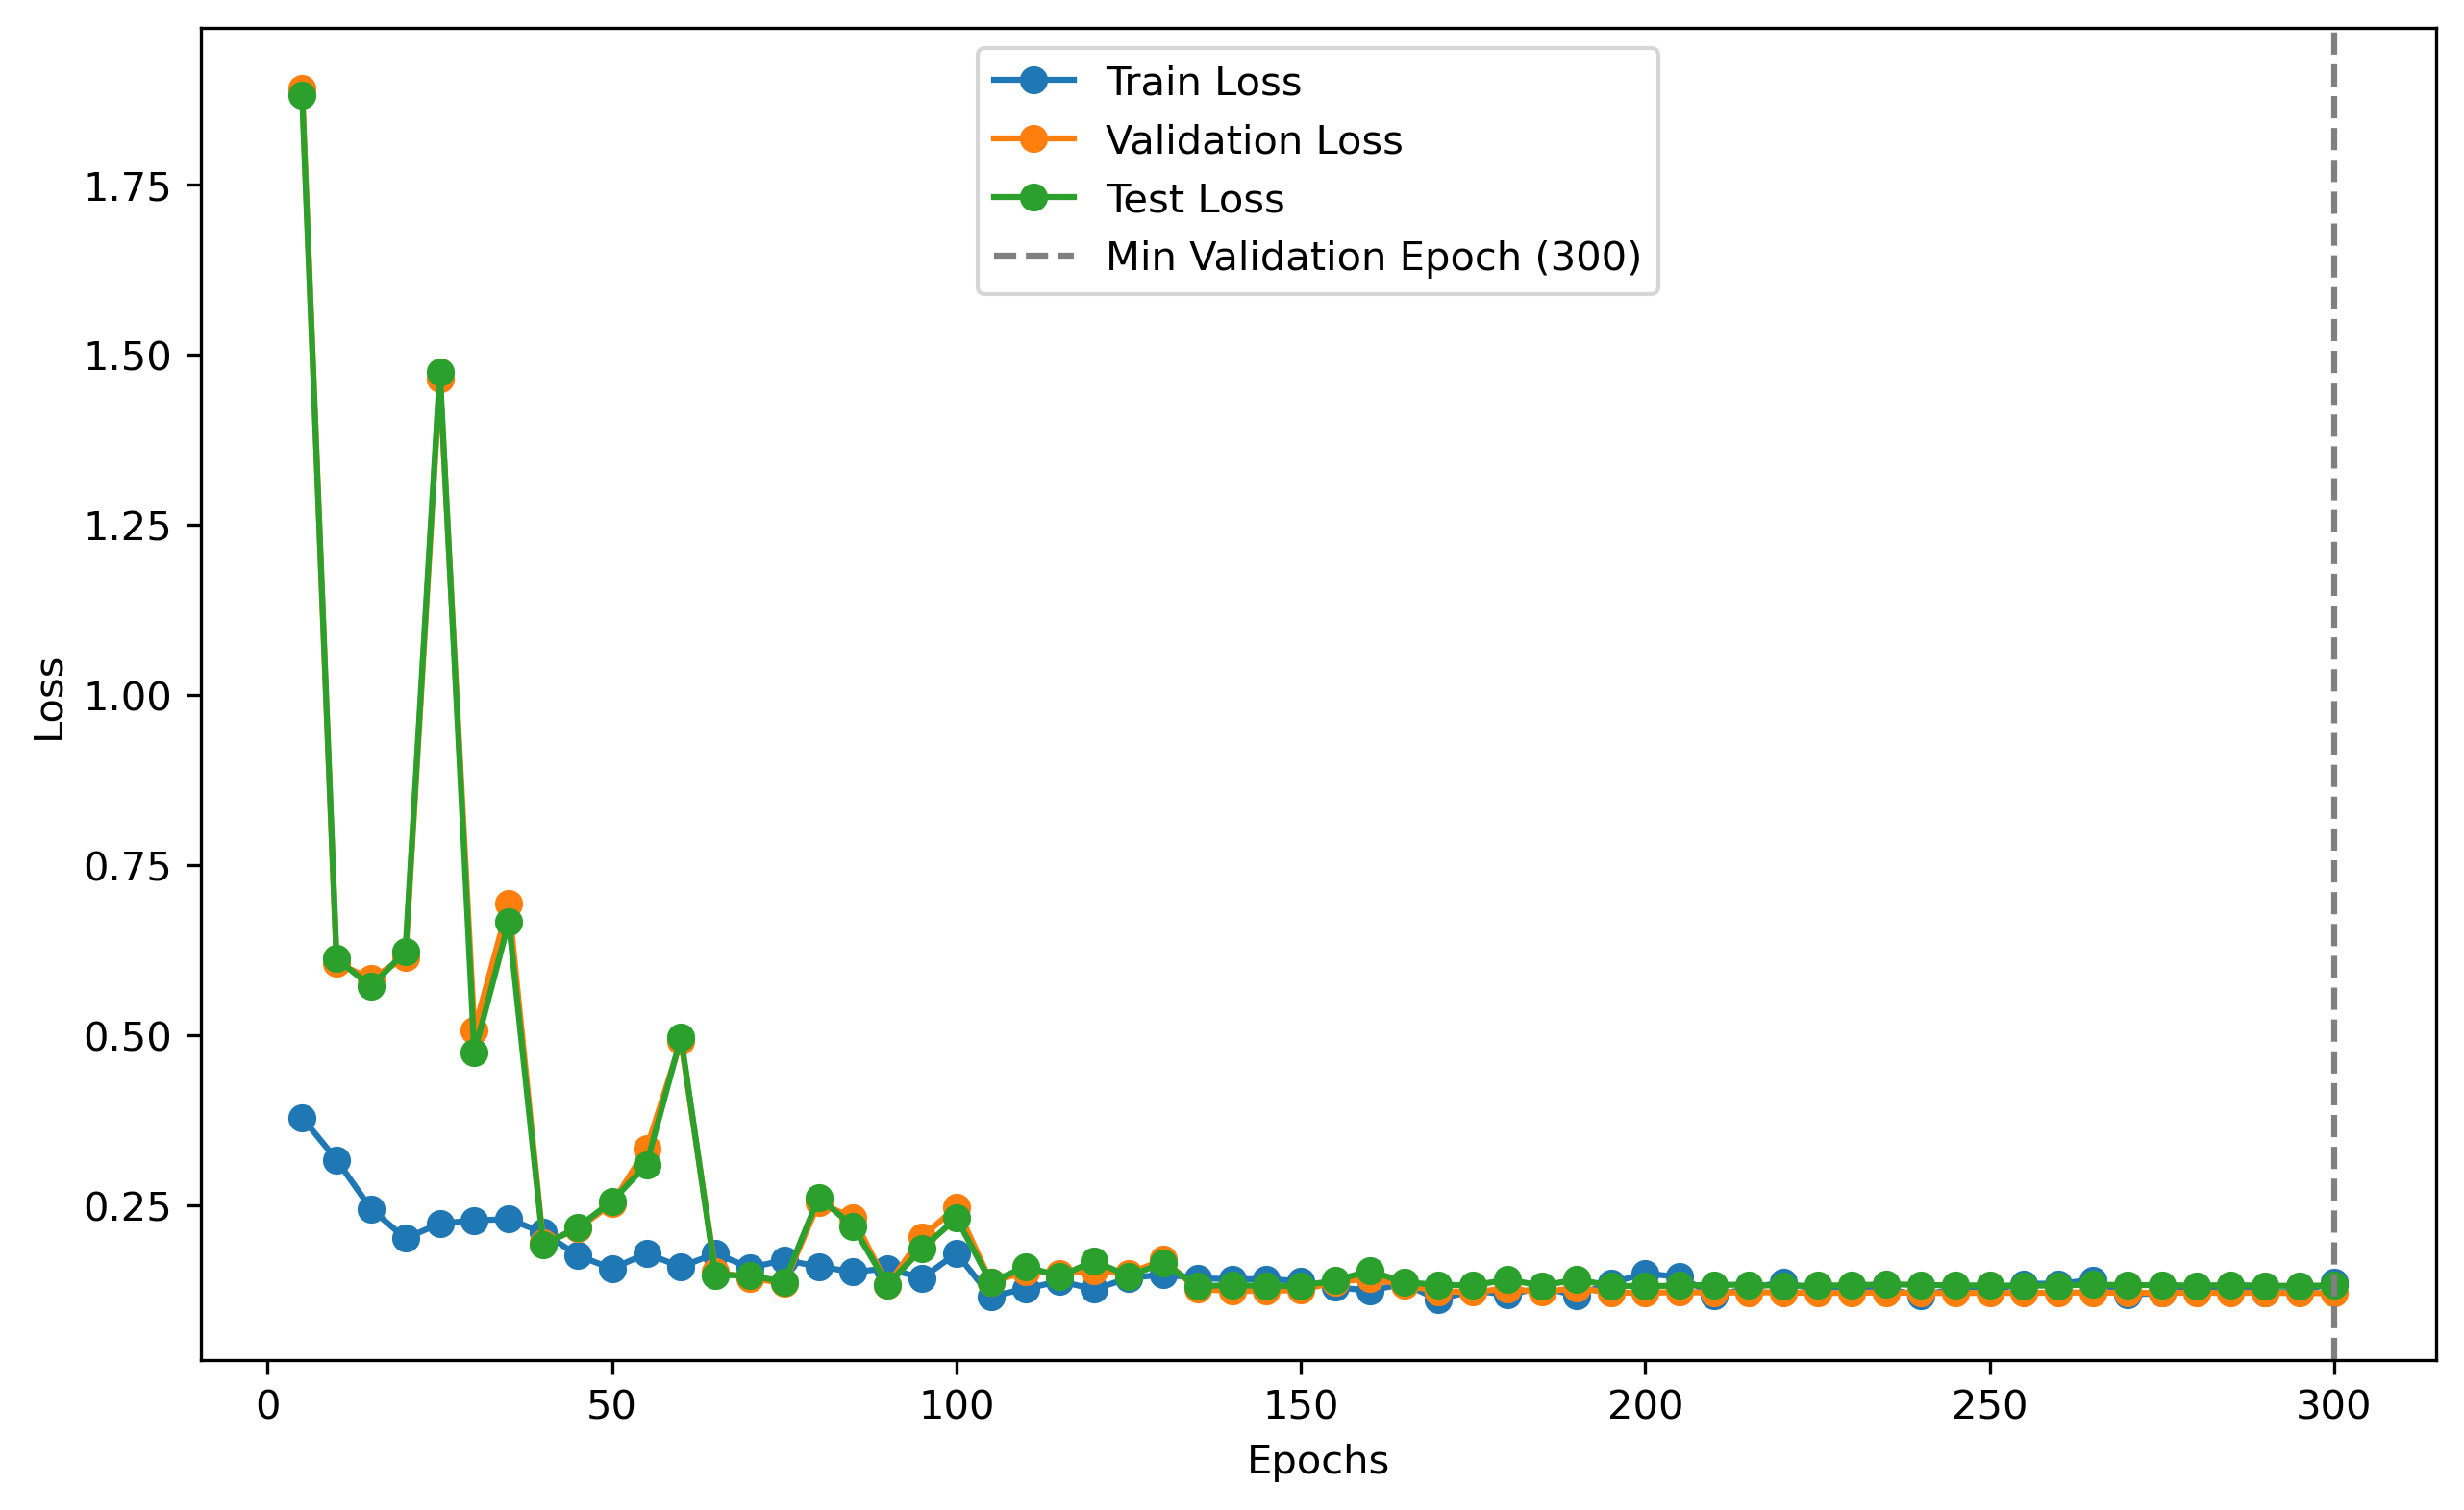 Train Loss
Validation Loss
Test Loss
Min Validation Epoch (300)
1.75
1.50
1.25
1.00
0.75
0.50
0.25
Loss
0 50 100 150 200 250 300
Epochs